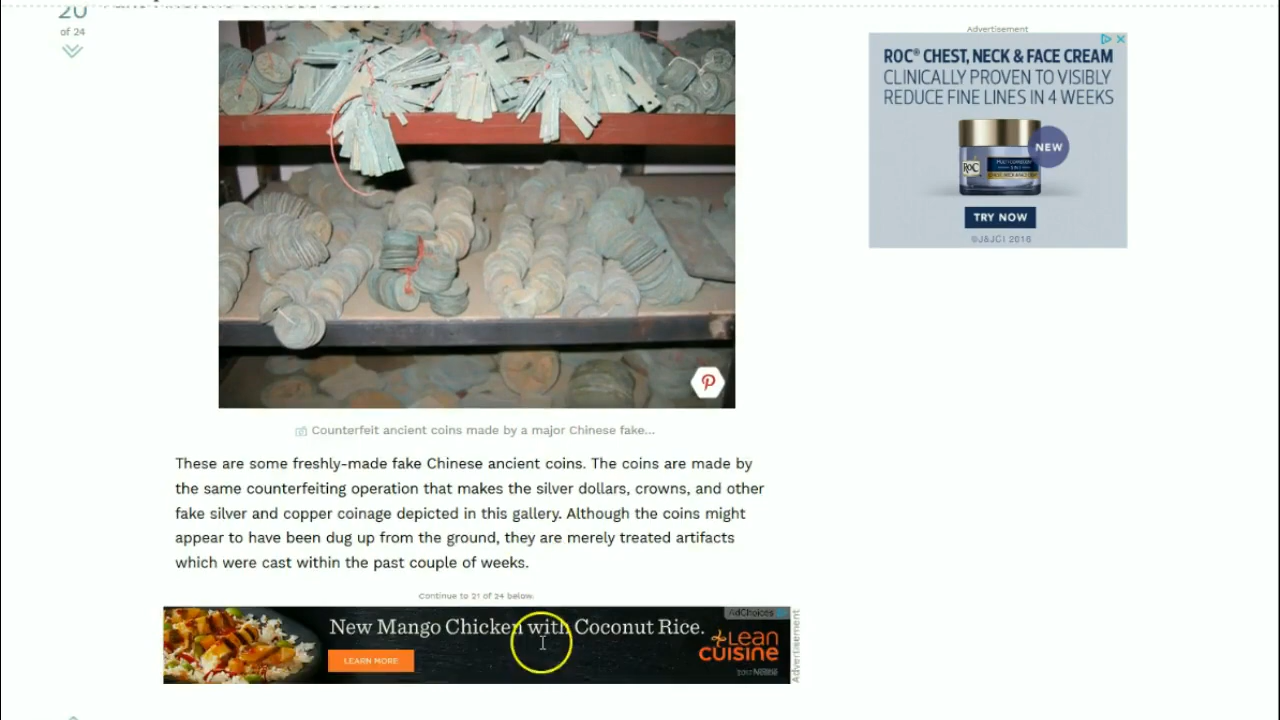 20
of 24
Advertisement
ROC® CHEST, NECK & FACE CREAM
CLINICALLY PROVEN TO VISIBLY
REDUCE FINE LINES IN 4 WEEKS
NEW
RoC
TRY NOW
©J&JCI 2016
Counterfeit ancient coins made by a major Chinese fake...
These are some freshly-made fake Chinese ancient coins. The coins are made by
the same counterfeiting operation that makes the silver dollars, crowns, and other
fake silver and copper coinage depicted in this gallery. Although the coins might
appear to have been dug up from the ground, they are merely treated artifacts
which were cast within the past couple of weeks.
Continue to 21 of 24 below.
AdChoices
New Mango Chicken with Coconut Rice.
LEARN MORE
LEAN
CUISINE
2017 Nestlé
Advertisement